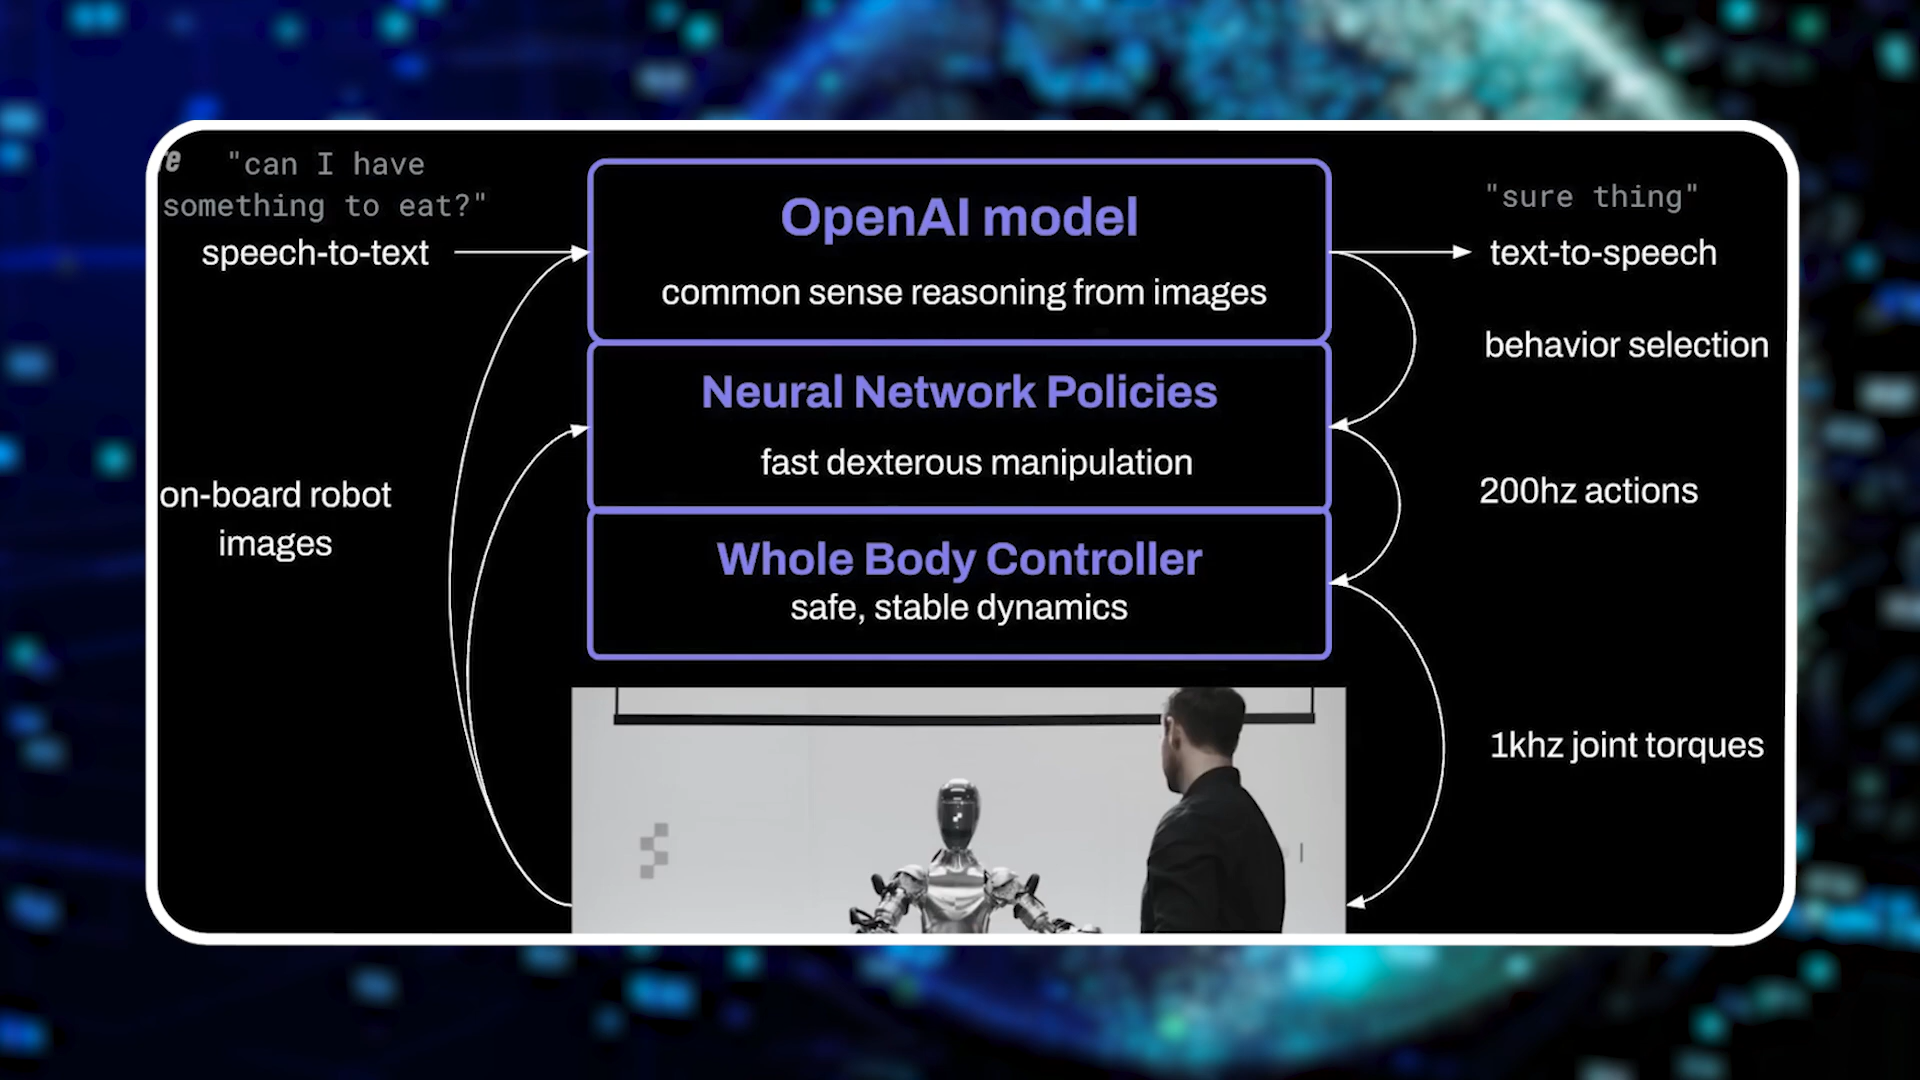 "can I have
something to eat?"
speech-to-text
on-board robot
images
OpenAI model
common sense reasoning from images
Neural Network Policies
fast dexterous manipulation
Whole Body Controller
safe, stable dynamics
"sure thing"
text-to-speech
behavior selection
200hz actions
1khz joint torques